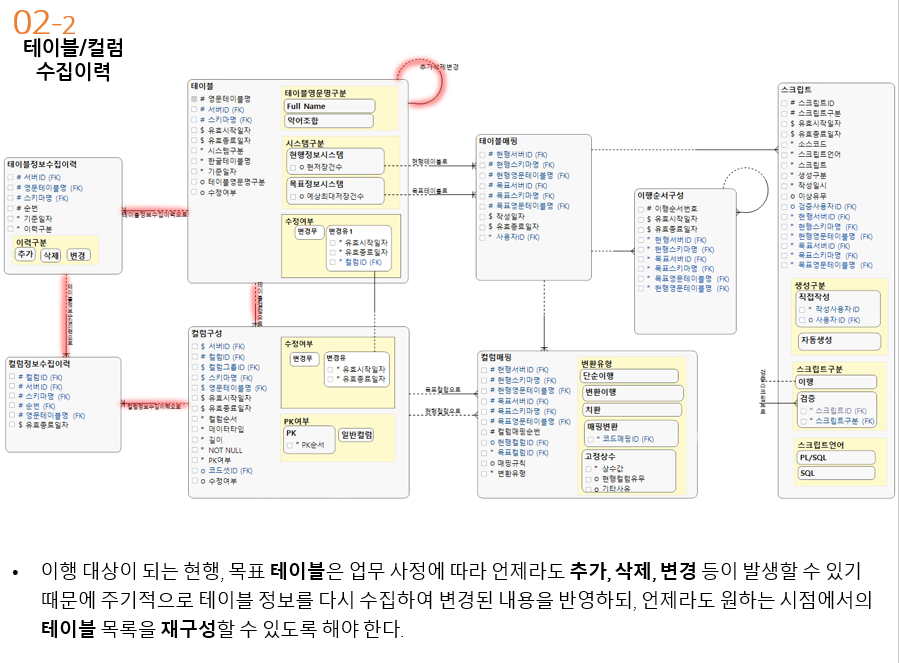 02-2
테이블/컬럼
수집이력
추가삭제변경
테이블
# 영문테이블명
# 서버ID (FK)
# 스키마명 (FK)
$ 유효시작일자
$ 유효종료일자
* 시스템구분
* 한글테이블명
* 기준일자
o 테이블영문명구분
o 수정여부
테이블영문명구분
Full Name
약어조합
시스템구분
현행정보시스템
o 현저장건수
목표정보시스템
o 예상최대저장건수
수정여부
변경무
변경유1
* 유효시작일자
* 유효종료일자
* 컬럼ID (FK)
테이블정보수집이력
# 서버ID (FK)
# 영문테이블명 (FK)
# 스키마명 (FK)
# 순번
* 기준일자
* 이력구분
이력구분
추가
삭제
변경
테이블정보수집이력으로
현행테이블로
목표테이블로
테이블매핑
# 현행서버ID (FK)
# 현행스키마명 (FK)
# 현행영문테이블명 (FK)
# 목표서버ID (FK)
# 목표스키마명 (FK)
# 목표영문테이블명 (FK)
$ 작성일자
$ 유효종료일자
* 사용자ID (FK)
이행순서구성
# 이행순서번호
$ 유효시작일자
$ 유효종료일자
* 현행서버ID (FK)
* 현행스키마명 (FK)
* 목표서버ID (FK)
* 목표스키마명 (FK)
* 목표영문테이블명 (FK)
* 현행영문테이블명 (FK)
스크립트
# 스크립트ID
# 스크립트구분
$ 유효시작일자
$ 유효종료일자
* 소스코드
* 스크립트언어
* 스크립트
* 생성구분
* 작성일시
o 이상유무
o 검증사용자ID (FK)
* 현행서버ID (FK)
* 현행스키마명 (FK)
* 현행영문테이블명 (FK)
* 목표서버ID (FK)
* 목표스키마명 (FK)
* 목표영문테이블명 (FK)
생성구분
직접작성
* 작성사용자ID
o 사용자ID (FK)
자동생성
스크립트구분
이행
검증
* 스크립트ID (FK)
* 스크립트구분 (FK)
스크립트언어
PL/SQL
SQL
컬럼정보수집이력
# 컬럼ID (FK)
# 서버ID (FK)
# 스키마명 (FK)
# 순번 (FK)
# 영문테이블명 (FK)
$ 유효종료일자
컬럼정보수집이력으로
컬럼구성
$ 서버ID (FK)
# 컬럼ID (FK)
$ 컬럼그룹ID (FK)
$ 스키마명 (FK)
$ 영문테이블명 (FK)
$ 유효시작일자
$ 유효종료일자
* 컬럼순서
* 데이터타입
* 길이
* NOT NULL
* PK여부
o 코드셋ID (FK)
o 수정여부
수정여부
변경무
변경유
* 유효시작일자
* 유효종료일자
PK여부
PK
* PK순서
일반컬럼
목표컬럼으로
현행컬럼으로
컬럼매핑
# 현행서버ID (FK)
# 현행스키마명 (FK)
# 현행영문테이블명 (FK)
# 목표서버ID (FK)
# 목표스키마명 (FK)
# 목표영문테이블명 (FK)
# 컬럼매핑순번
o 현행컬럼ID (FK)
* 목표컬럼ID (FK)
o 매핑규칙
* 변환유형
변환유형
단순이행
변환이행
치환
매핑변환
* 코드매핑ID (FK)
고정상수
* 상수값
o 현행컬럼유무
o 기타사유
• 이행 대상이 되는 현행, 목표 테이블은 업무 사정에 따라 언제라도 추가, 삭제, 변경 등이 발생할 수 있기
때문에 주기적으로 테이블 정보를 다시 수집하여 변경된 내용을 반영하되, 언제라도 원하는 시점에서의
테이블 목록을 재구성할 수 있도록 해야 한다.